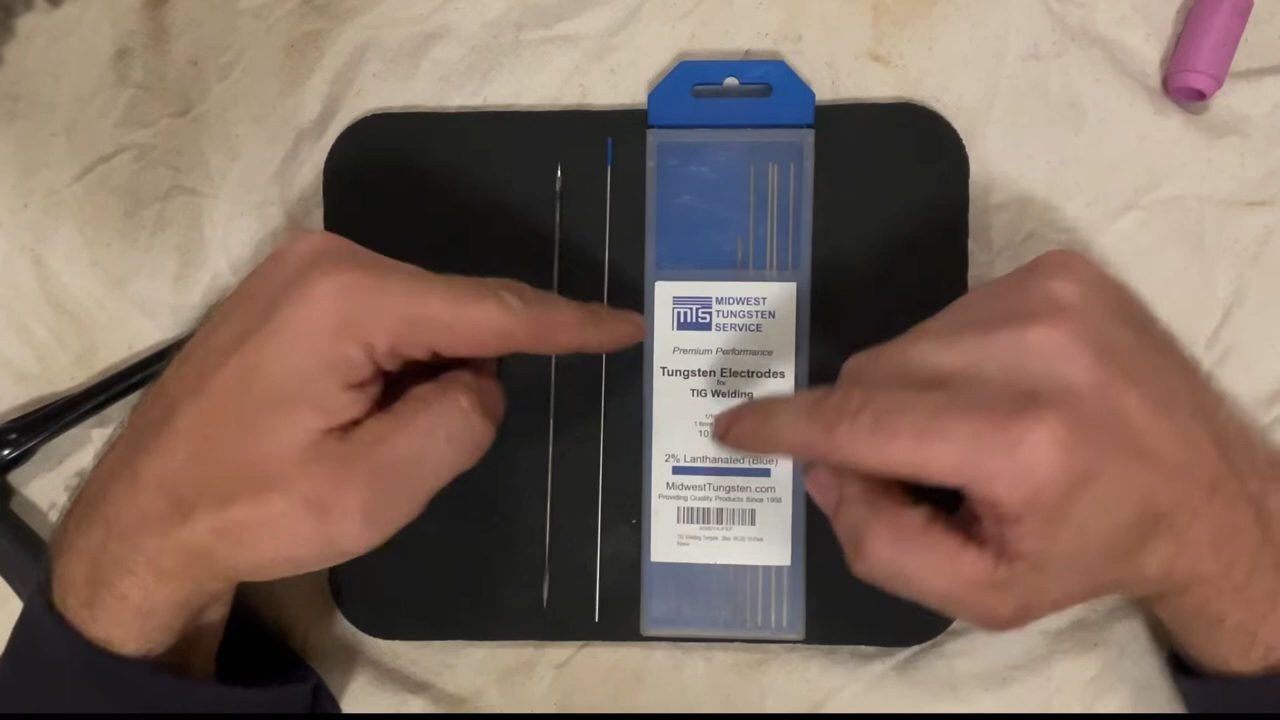 MTS
MIDWEST
TUNGSTEN
SERVICE
Premium Performance
Tungsten Electrodes
for
TIG Welding
10
2% Lanthanated (Blue)
MidwestTungsten.com
Providing Quality Products Since 1958